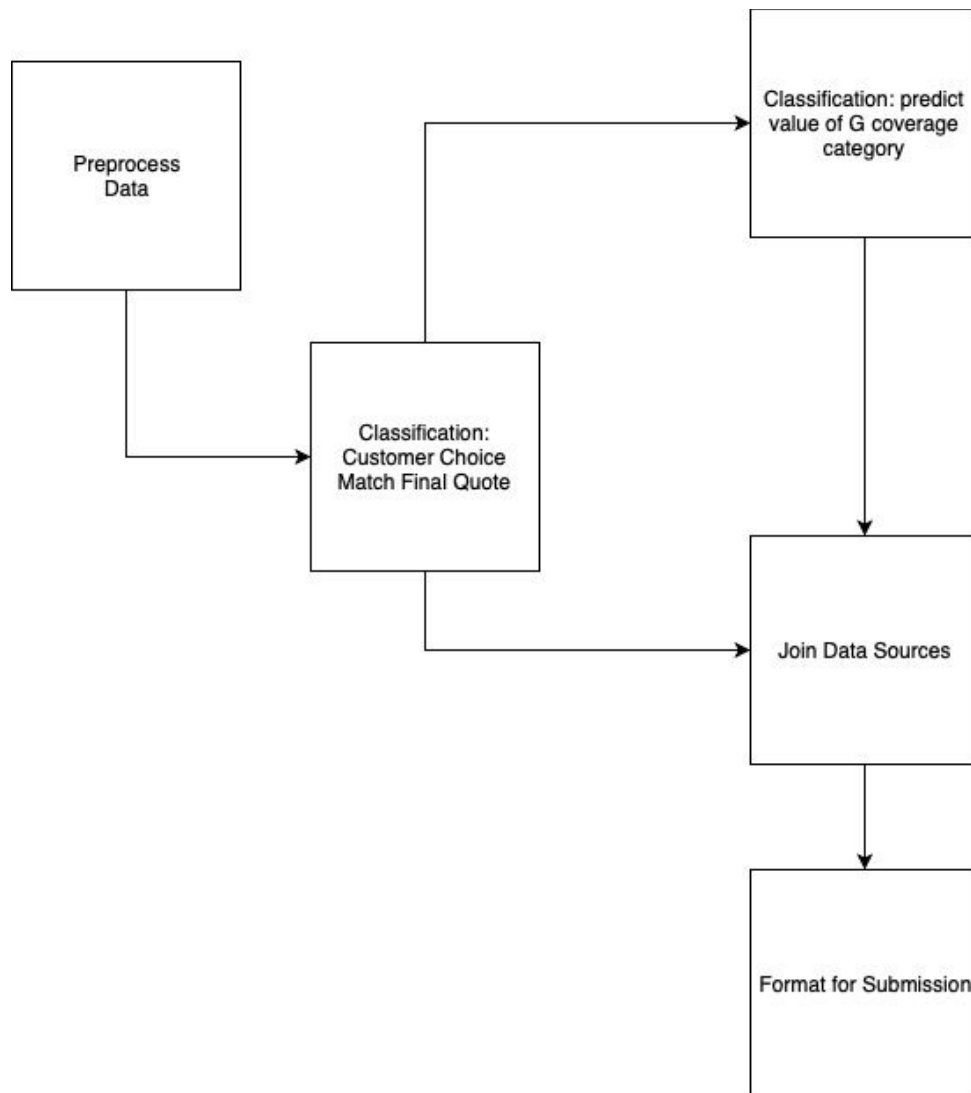 Preprocess
Data
Classification:
Customer Choice
Match Final Quote
Classification: predict
value of G coverage
category
Join Data Sources
Format for Submission